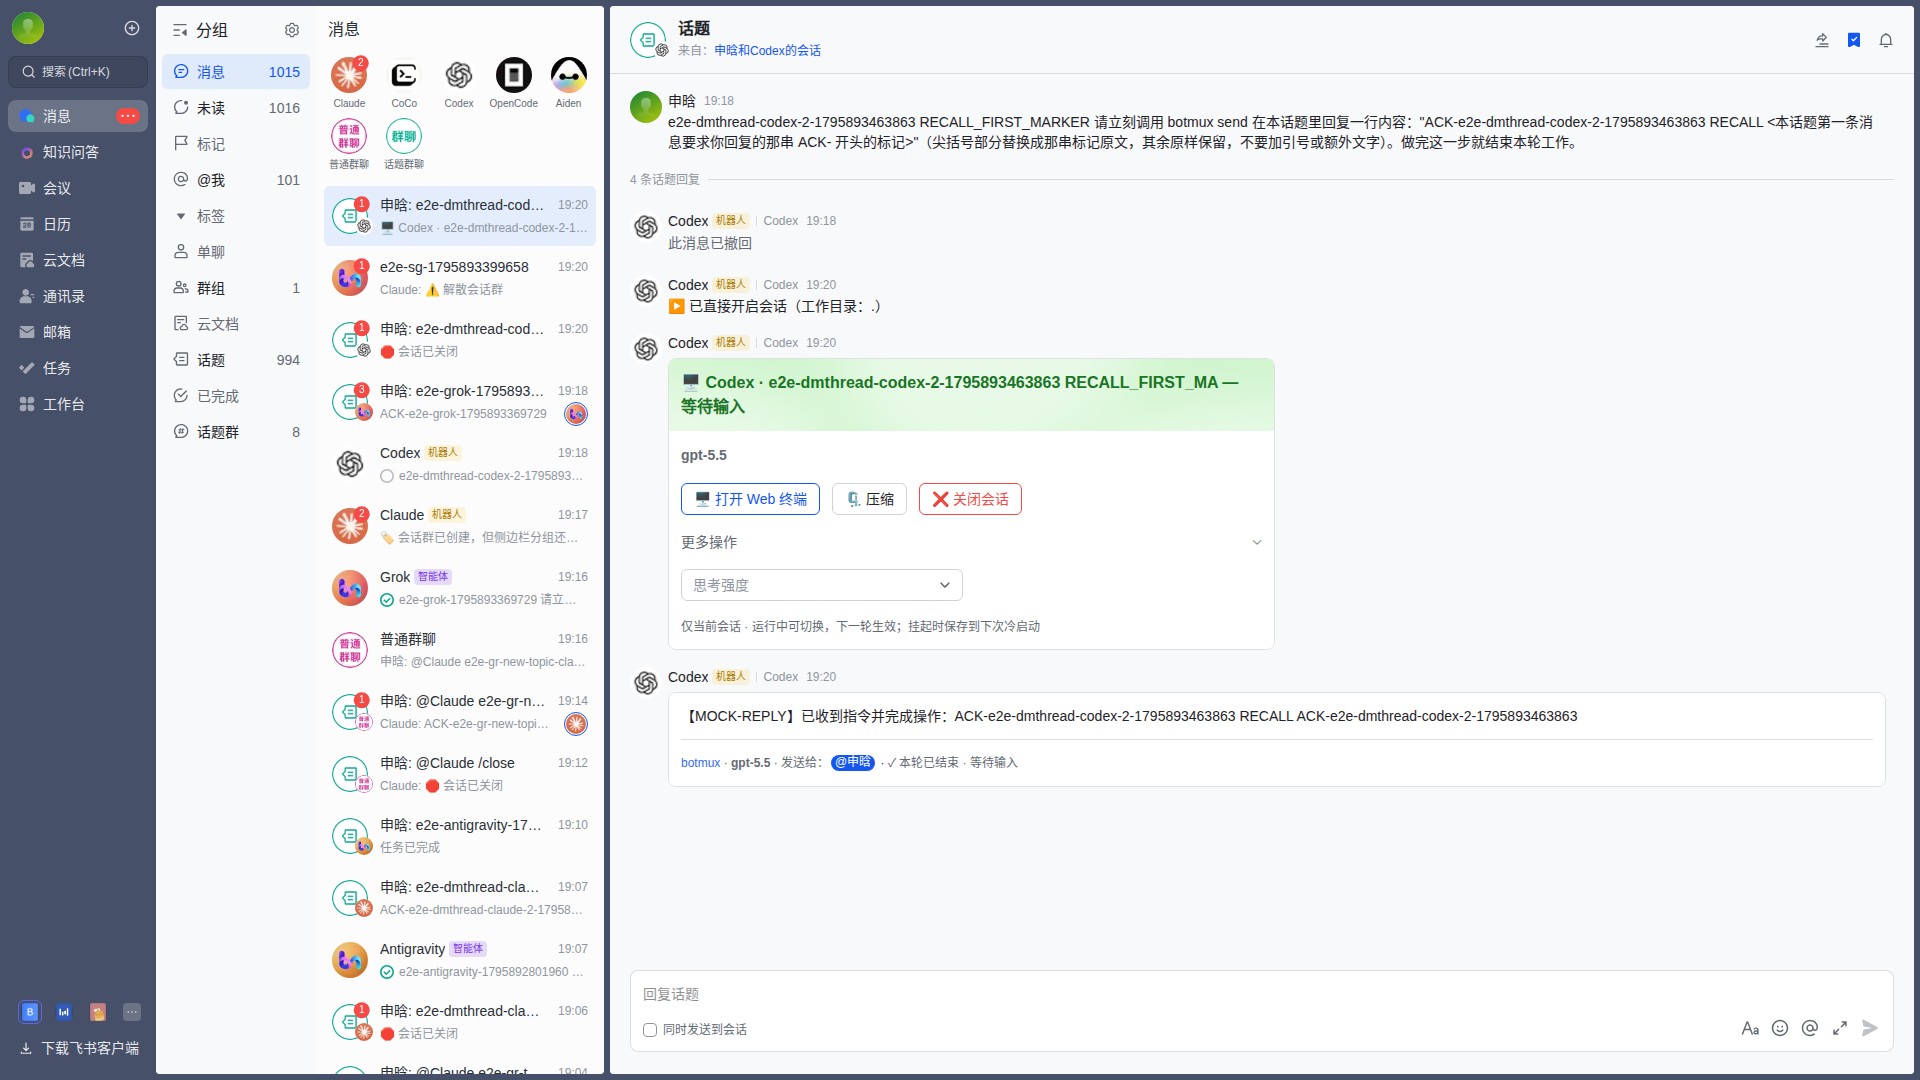 搜索 (Ctrl+K)
消息
知识问答
会议
日历
云文档
通讯录
邮箱
任务
工作台
下载飞书客户端
分组
消息 1015
未读 1016
标记
@我 101
标签
单聊
群组 1
云文档
话题 994
已完成
话题群 8
消息
2
Claude
CoCo
Codex
OpenCode
Aiden
普通群聊
普通群聊
群聊
话题群聊
1
申晗: e2e-dmthread-cod... 19:20
Codex · e2e-dmthread-codex-2-1...
1
e2e-sg-1795893399658 19:20
Claude: ⚠️ 解散会话群
1
申晗: e2e-dmthread-cod... 19:20
会话已关闭
3
申晗: e2e-grok-1795893... 19:18
ACK-e2e-grok-1795893369729
Codex 机器人 19:18
e2e-dmthread-codex-2-1795893...
2
Claude 机器人 19:17
🏷️ 会话群已创建，但侧边栏分组还...
Grok 智能体 19:16
e2e-grok-1795893369729 请立...
普通群聊
普通群聊 19:16
申晗: @Claude e2e-gr-new-topic-cla...
1
申晗: @Claude e2e-gr-n... 19:14
Claude: ACK-e2e-gr-new-topi...
申晗: @Claude /close 19:12
Claude: 🛑 会话已关闭
申晗: e2e-antigravity-17... 19:10
任务已完成
申晗: e2e-dmthread-cla... 19:07
ACK-e2e-dmthread-claude-2-17958...
Antigravity 智能体 19:07
e2e-antigravity-1795892801960 ...
1
申晗: e2e-dmthread-cla... 19:06
会话已关闭
申晗: @Claude e2e-gr-t... 19:04
话题
来自：申晗和Codex的会话
申晗 19:18
e2e-dmthread-codex-2-1795893463863 RECALL_FIRST_MARKER 请立刻调用 botmux send 在本话题里回复一行内容："ACK-e2e-dmthread-codex-2-1795893463863 RECALL <本话题第一条消
息要求你回复的那串 ACK- 开头的标记>"（尖括号部分替换成那串标记原文，其余原样保留，不要加引号或额外文字）。做完这一步就结束本轮工作。
4 条话题回复
Codex 机器人 Codex 19:18
此消息已撤回
Codex 机器人 Codex 19:20
▶️ 已直接开启会话（工作目录：.）
Codex 机器人 Codex 19:20
🖥️ Codex · e2e-dmthread-codex-2-1795893463863 RECALL_FIRST_MA —
等待输入
gpt-5.5
🖥️ 打开 Web 终端
🗜️ 压缩
❌ 关闭会话
更多操作
思考强度
仅当前会话 · 运行中可切换，下一轮生效；挂起时保存到下次冷启动
Codex 机器人 Codex 19:20
【MOCK-REPLY】已收到指令并完成操作：ACK-e2e-dmthread-codex-2-1795893463863 RECALL ACK-e2e-dmthread-codex-2-1795893463863
botmux · gpt-5.5 · 发送给： @申晗 · ✓ 本轮已结束 · 等待输入
回复话题
同时发送到会话